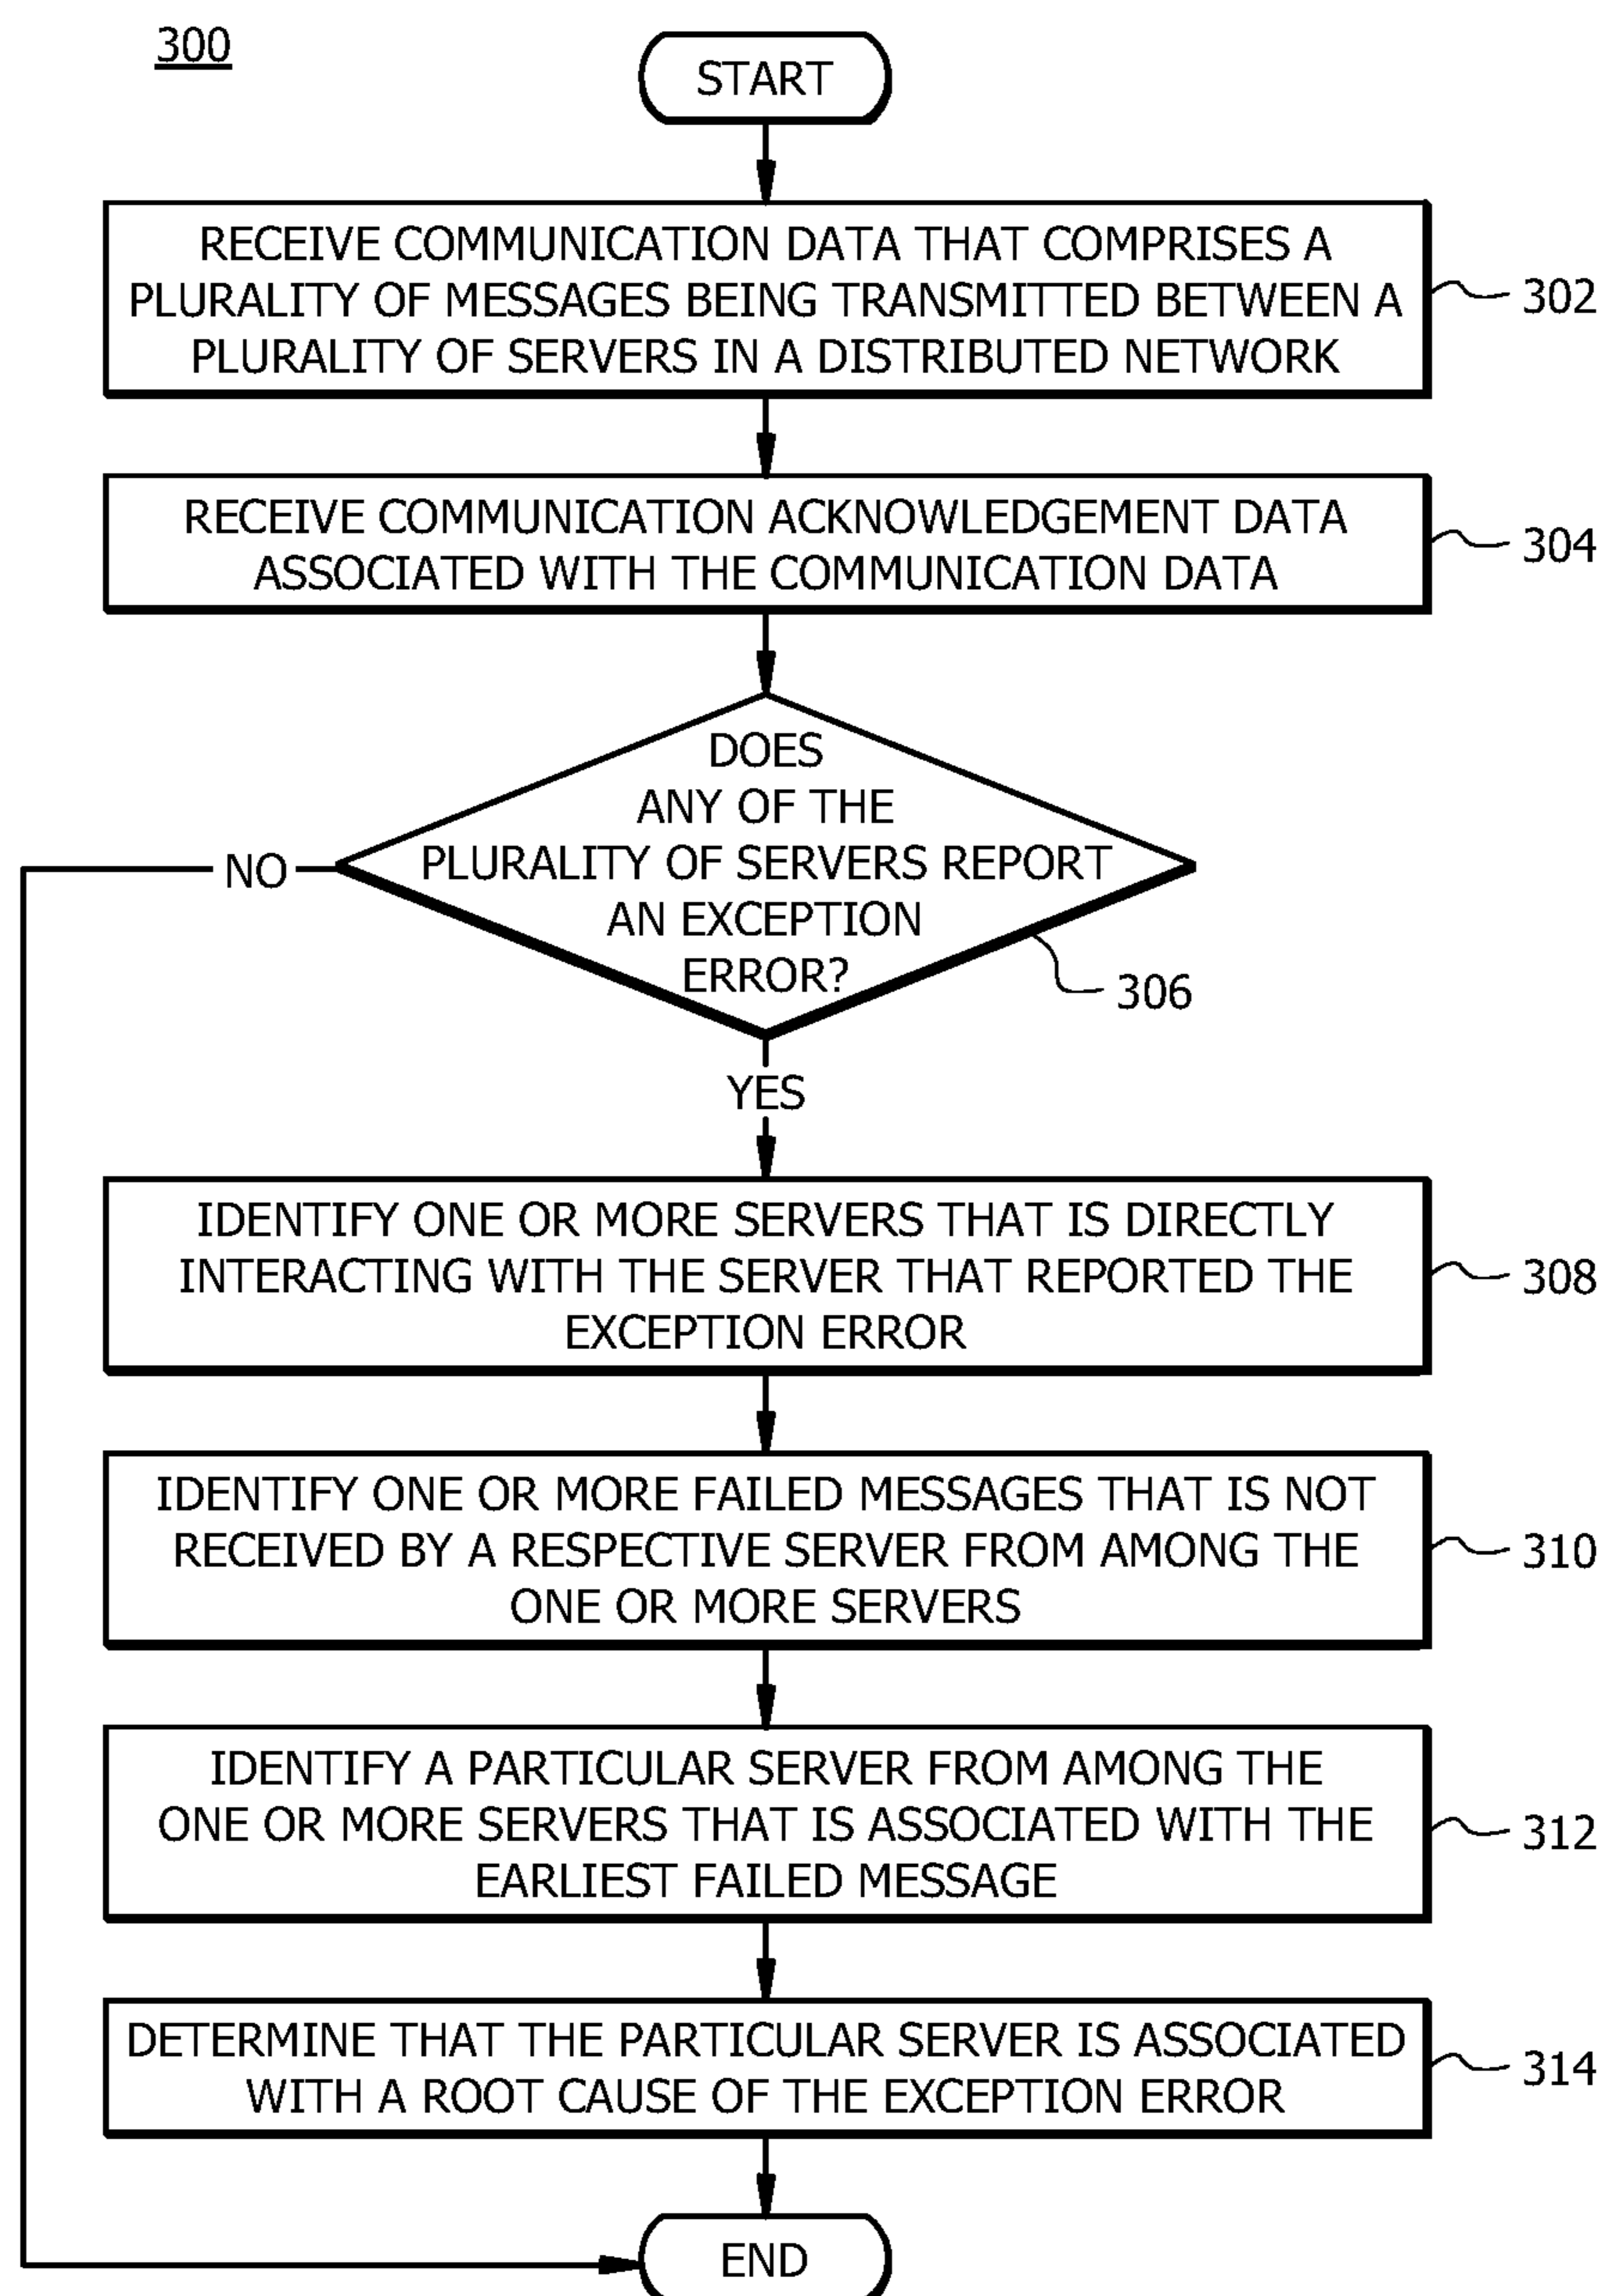 300
START
RECEIVE COMMUNICATION DATA THAT COMPRISES A
PLURALITY OF MESSAGES BEING TRANSMITTED BETWEEN A
PLURALITY OF SERVERS IN A DISTRIBUTED NETWORK
302
RECEIVE COMMUNICATION ACKNOWLEDGEMENT DATA
ASSOCIATED WITH THE COMMUNICATION DATA
304
DOES
ANY OF THE
PLURALITY OF SERVERS REPORT
AN EXCEPTION
ERROR?
NO
306
YES
IDENTIFY ONE OR MORE SERVERS THAT IS DIRECTLY
INTERACTING WITH THE SERVER THAT REPORTED THE
EXCEPTION ERROR
308
IDENTIFY ONE OR MORE FAILED MESSAGES THAT IS NOT
RECEIVED BY A RESPECTIVE SERVER FROM AMONG THE
ONE OR MORE SERVERS
310
IDENTIFY A PARTICULAR SERVER FROM AMONG THE
ONE OR MORE SERVERS THAT IS ASSOCIATED WITH THE
EARLIEST FAILED MESSAGE
312
DETERMINE THAT THE PARTICULAR SERVER IS ASSOCIATED
WITH A ROOT CAUSE OF THE EXCEPTION ERROR
314
END